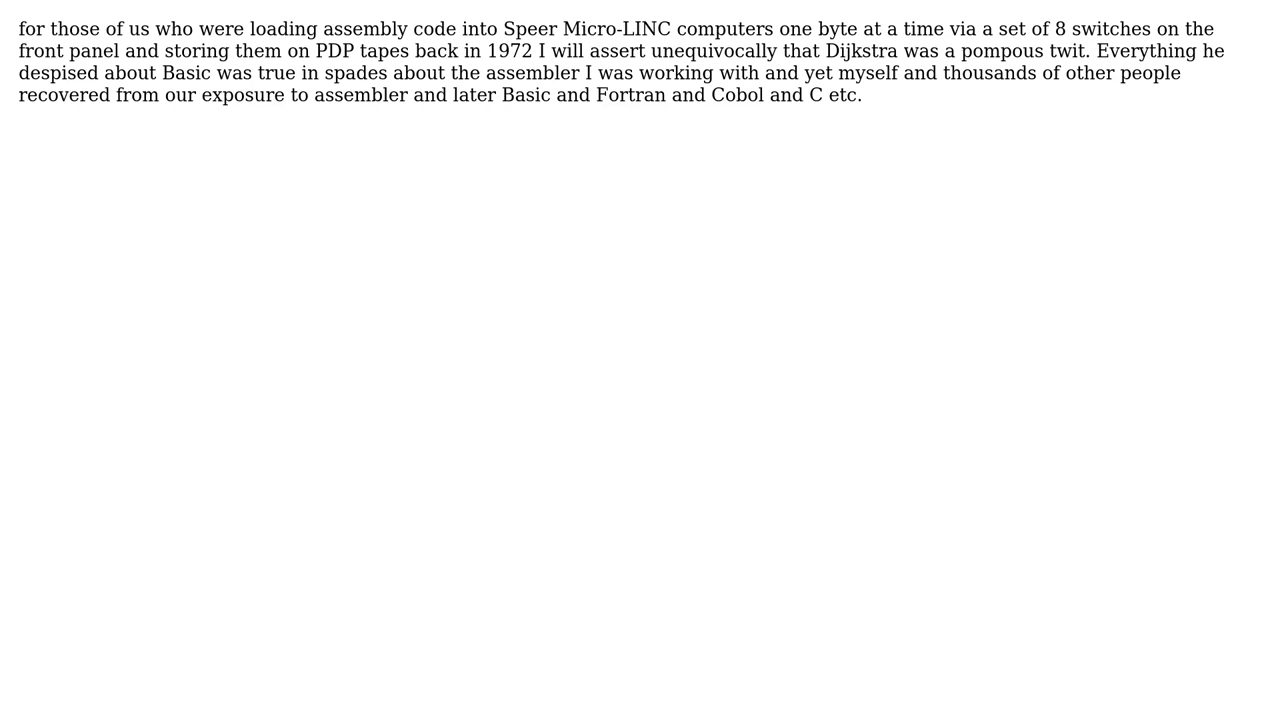 for those of us who were loading assembly code into Speer Micro-LINC computers one byte at a time via a set of 8 switches on the
front panel and storing them on PDP tapes back in 1972 I will assert unequivocally that Dijkstra was a pompous twit. Everything he
despised about Basic was true in spades about the assembler I was working with and yet myself and thousands of other people
recovered from our exposure to assembler and later Basic and Fortran and Cobol and C etc.